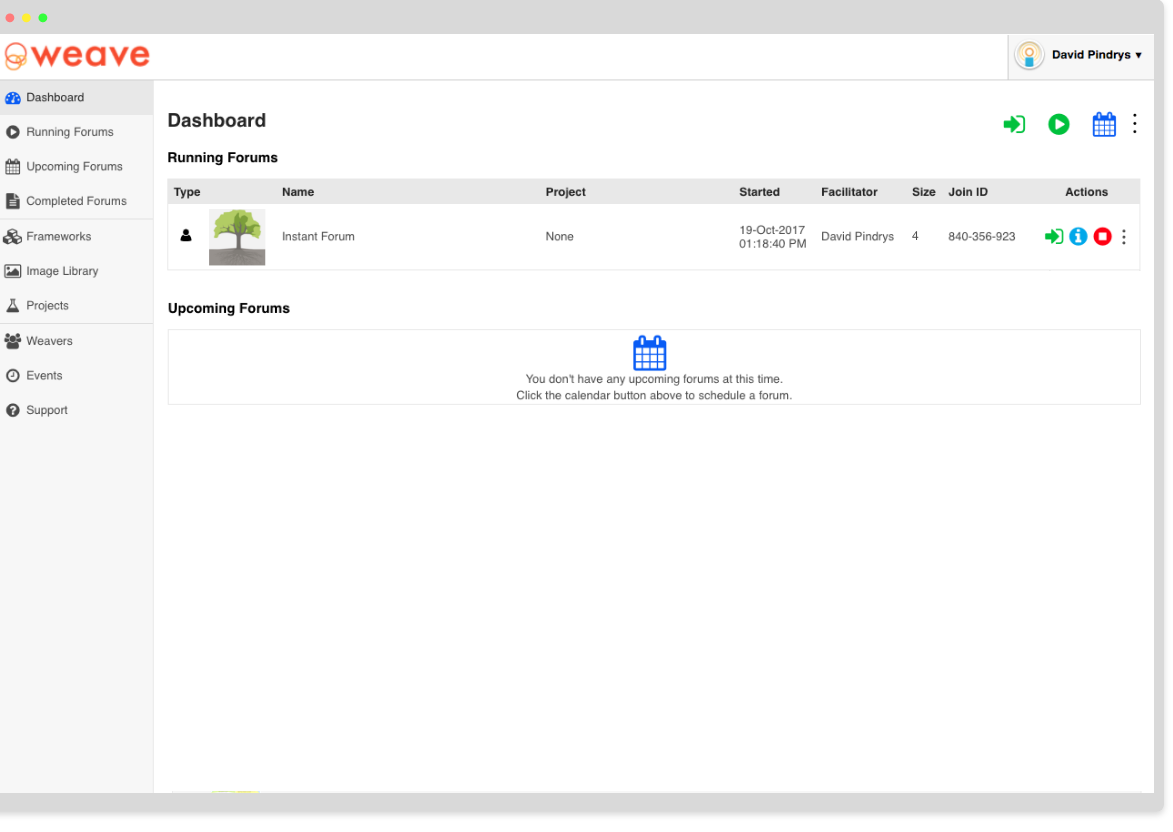 weave
David Pindrys ▾
Dashboard
Running Forums
Upcoming Forums
Completed Forums
Frameworks
Image Library
Projects
Weavers
Events
Support
Dashboard
Running Forums
Type Name Project Started Facilitator Size Join ID Actions
Instant Forum None 19-Oct-2017 David Pindrys 4 840-356-923
01:18:40 PM
Upcoming Forums
You don't have any upcoming forums at this time.
Click the calendar button above to schedule a forum.